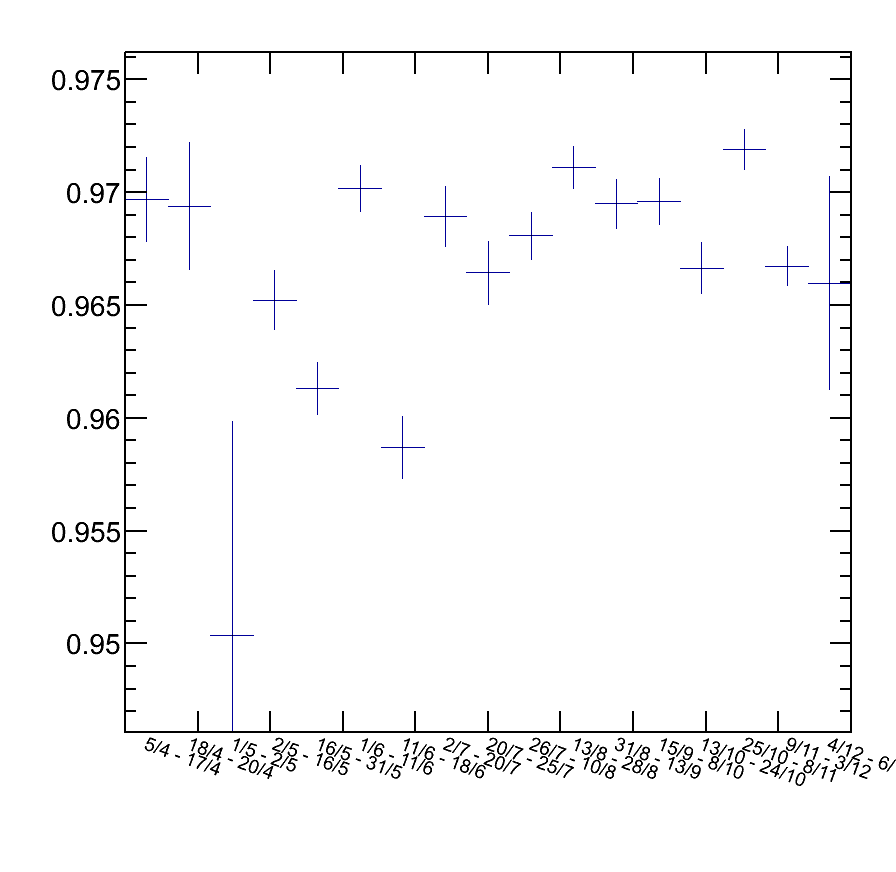 0.975
0.97
0.965
0.96
0.955
0.95
5/4 - 17/4
18/4 - 20/4
1/5 - 2/5
2/5 - 16/5
16/5 - 31/5
1/6 - 11/6
11/6 - 18/6
2/7 - 20/7
20/7 - 25/7
26/7 - 10/8
13/8 - 28/8
31/8 - 13/9
15/9 - 8/10
13/10 - 24/10
25/10 - 8/11
9/11 - 3/12
4/12 - 6/